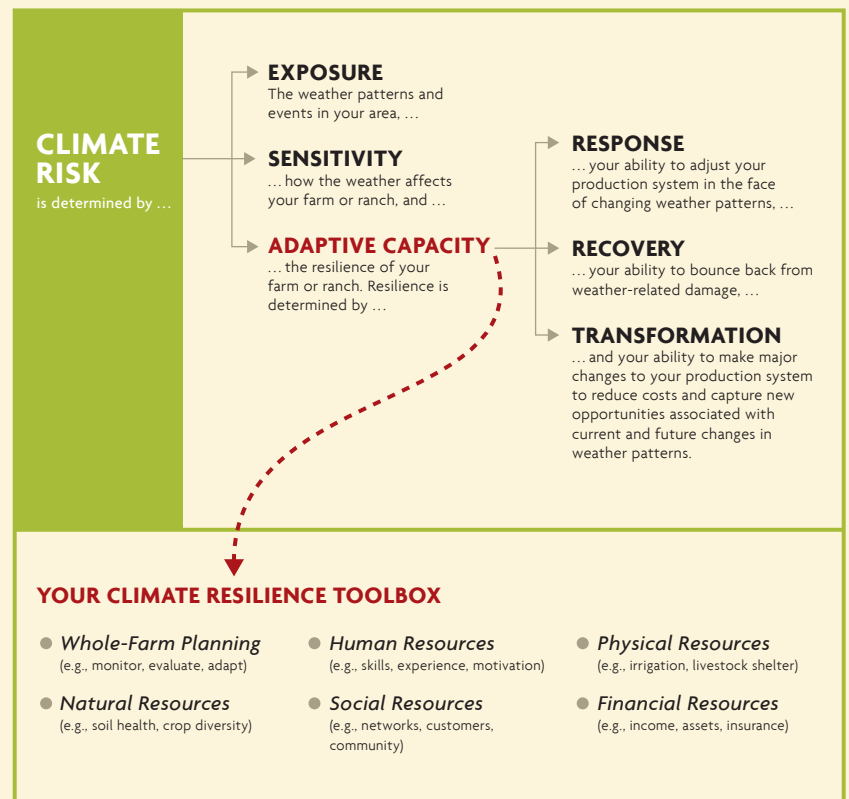 CLIMATE
RISK
is determined by …
EXPOSURE
The weather patterns and
events in your area, …
SENSITIVITY
… how the weather affects
your farm or ranch, and …
ADAPTIVE CAPACITY
… the resilience of your
farm or ranch. Resilience is
determined by …
RESPONSE
… your ability to adjust your
production system in the face
of changing weather patterns, …
RECOVERY
… your ability to bounce back from
weather-related damage, …
TRANSFORMATION
… and your ability to make major
changes to your production system
to reduce costs and capture new
opportunities associated with
current and future changes in
weather patterns.
YOUR CLIMATE RESILIENCE TOOLBOX
Whole-Farm Planning
(e.g., monitor, evaluate, adapt)
Human Resources
(e.g., skills, experience, motivation)
Physical Resources
(e.g., irrigation, livestock shelter)
Natural Resources
(e.g., soil health, crop diversity)
Social Resources
(e.g., networks, customers,
community)
Financial Resources
(e.g., income, assets, insurance)